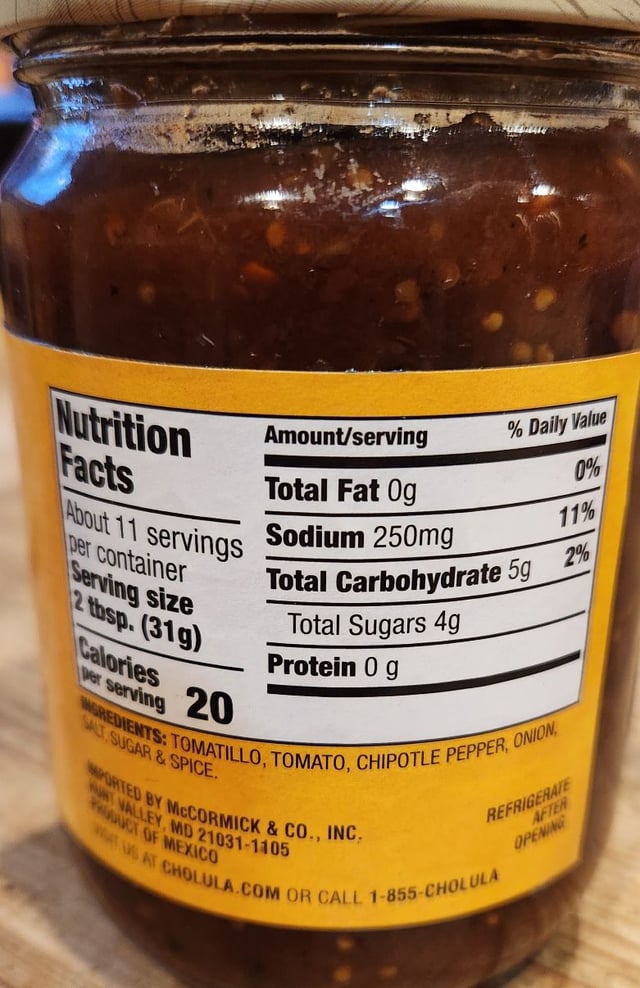 Nutrition
Facts
About 11 servings
per container
Serving size
2 tbsp. (31g)
Calories
per serving 20
Amount/serving % Daily Value
Total Fat 0g 0%
Sodium 250mg 11%
Total Carbohydrate 5g 2%
Total Sugars 4g
Protein 0 g
INGREDIENTS: TOMATILLO, TOMATO, CHIPOTLE PEPPER, ONION,
SALT, SUGAR & SPICE.
IMPORTED BY McCORMICK & CO., INC.
HUNT VALLEY, MD 21031-1105
PRODUCT OF MEXICO
VISIT US AT CHOLULA.COM OR CALL 1-855-CHOLULA
REFRIGERATE
AFTER
OPENING